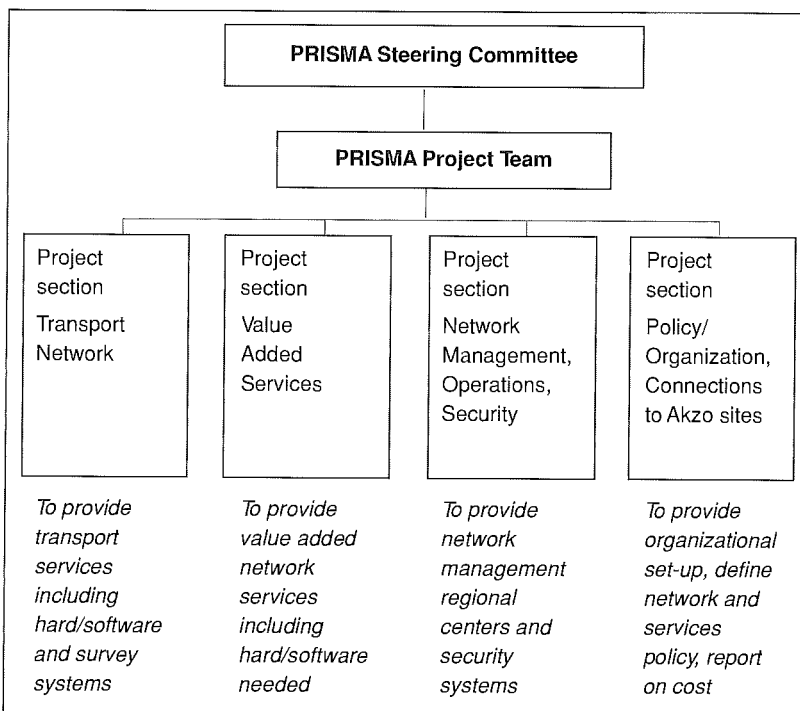 PRISMA Steering Committee
PRISMA Project Team
Project
section
Transport
Network
Project
section
Value
Added
Services
Project
section
Network
Management,
Operations,
Security
Project
section
Policy/
Organization,
Connections
to Akzo sites
To provide
transport
services
including
hard/software
and survey
systems
To provide
value added
network
services
including
hard/software
needed
To provide
network
management
regional
centers and
security
systems
To provide
organizational
set-up, define
network and
services
policy, report
on cost